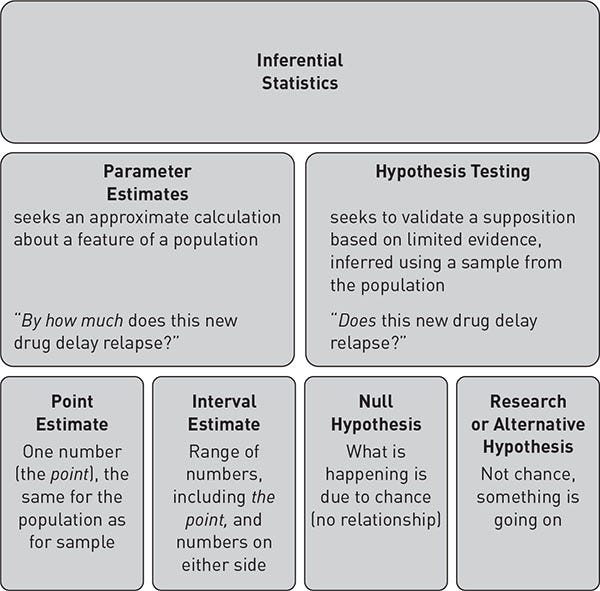 Inferential
Statistics
Parameter
Estimates
seeks an approximate calculation
about a feature of a population
“By how much does this new
drug delay relapse?”
Hypothesis Testing
seeks to validate a supposition
based on limited evidence,
inferred using a sample from
the population
“Does this new drug delay
relapse?”
Point
Estimate
One number
(the point), the
same for the
population as
for sample
Interval
Estimate
Range of
numbers,
including the
point, and
numbers on
either side
Null
Hypothesis
What is
happening is
due to chance
(no relationship)
Research
or Alternative
Hypothesis
Not chance,
something is
going on